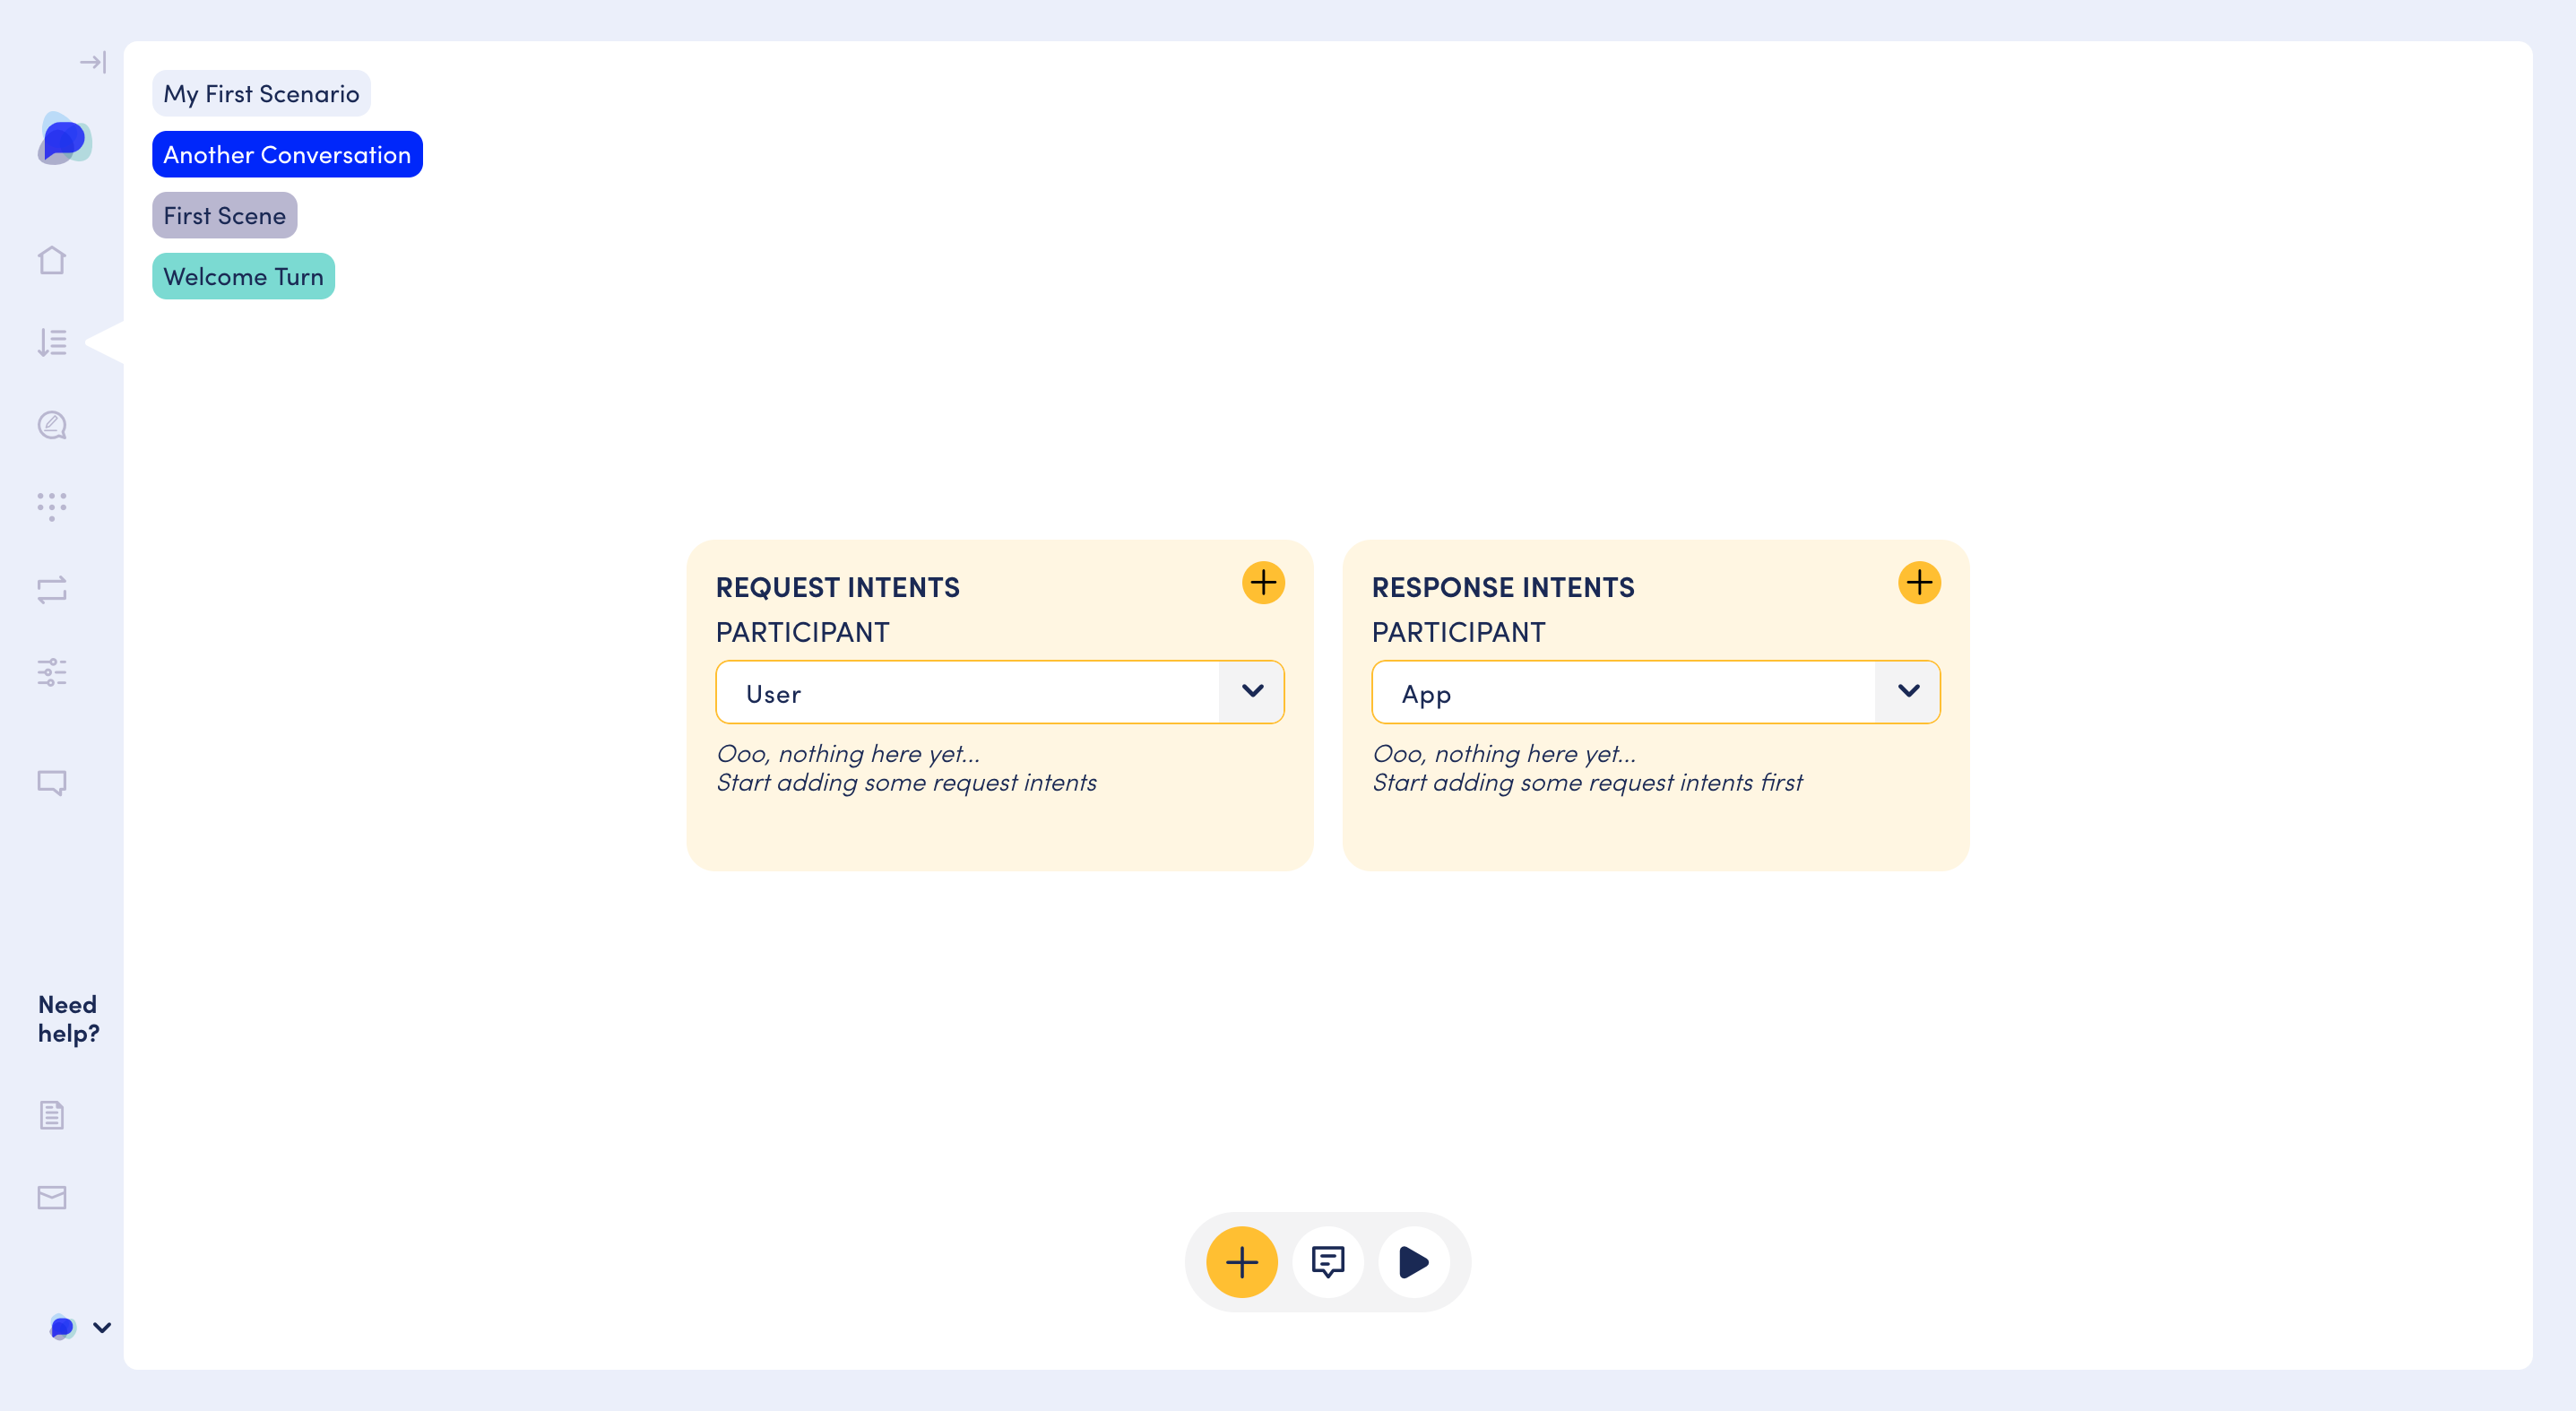 My First Scenario
Another Conversation
First Scene
Welcome Turn
REQUEST INTENTS
PARTICIPANT
User
Ooo, nothing here yet...
Start adding some request intents
RESPONSE INTENTS
PARTICIPANT
App
Ooo, nothing here yet...
Start adding some request intents first
Need
help?